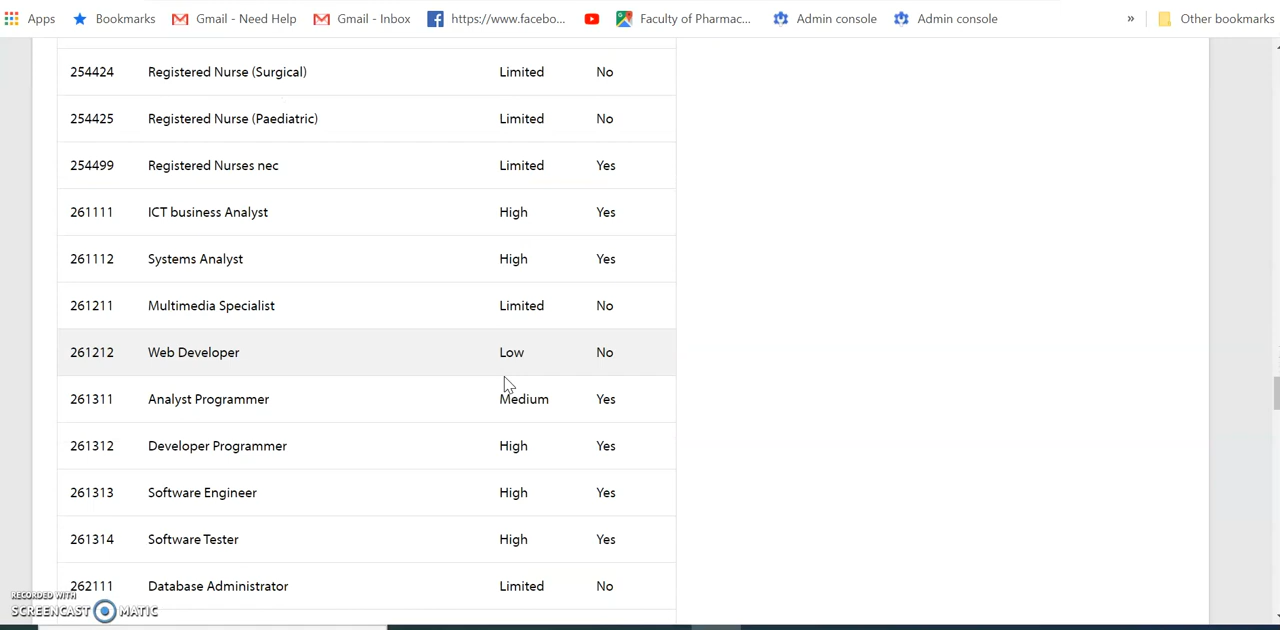 Apps Bookmarks Gmail - Need Help Gmail - Inbox https://www.facebo... Faculty of Pharmac... Admin console Admin console » Other bookmarks
254424 Registered Nurse (Surgical) Limited No
254425 Registered Nurse (Paediatric) Limited No
254499 Registered Nurses nec Limited Yes
261111 ICT business Analyst High Yes
261112 Systems Analyst High Yes
261211 Multimedia Specialist Limited No
261212 Web Developer Low No
261311 Analyst Programmer Medium Yes
261312 Developer Programmer High Yes
261313 Software Engineer High Yes
261314 Software Tester High Yes
262111 Database Administrator Limited No
RECORDED WITH
SCREENCAST MATIC